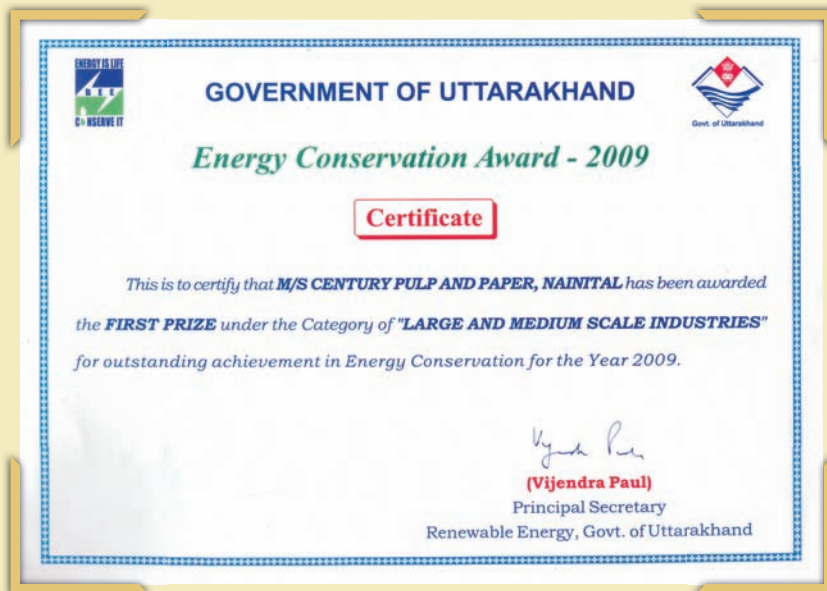 ENERGY IS LIFE
BEE
CONSERVE IT
GOVERNMENT OF UTTARAKHAND
Govt. of Uttarakhand
Energy Conservation Award - 2009
Certificate
This is to certify that M/S CENTURY PULP AND PAPER, NAINITAL has been awarded
the FIRST PRIZE under the Category of "LARGE AND MEDIUM SCALE INDUSTRIES"
for outstanding achievement in Energy Conservation for the Year 2009.
(Vijendra Paul)
Principal Secretary
Renewable Energy, Govt. of Uttarakhand